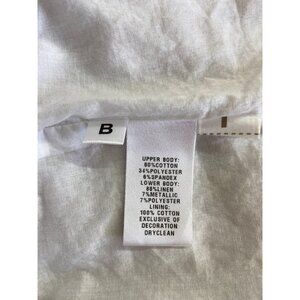 B
UPPER BODY:
60%COTTON
34%POLYESTER
6%SPANDEX
LOWER BODY:
86%LINEN
7%METALLIC
7%POLYESTER
LINING:
100% COTTON
EXCLUSIVE OF
DECORATION
DRYCLEAN